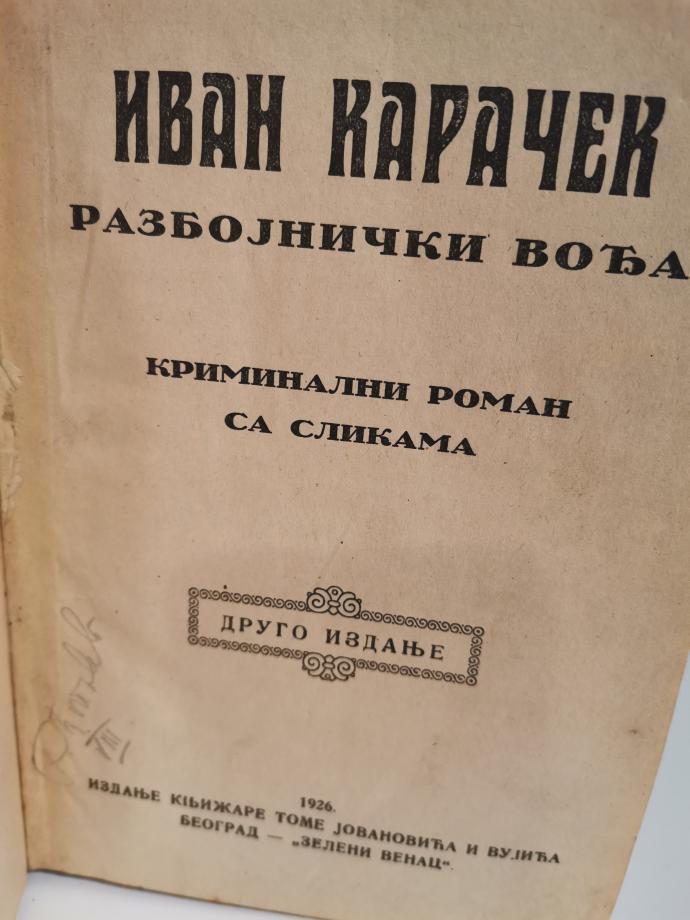 ИВАН КАРАЧЕК
РАЗБОЈНИЧКИ ВОЂА
КРИМИНАЛНИ РОМАН
СА СЛИКАМА
ДРУГО ИЗДАЊЕ
VIII
1926.
ИЗДАЊЕ КЊИЖАРЕ ТОМЕ ЈОВАНОВИЋА И ВУЈИЋА
БЕОГРАД — „ЗЕЛЕНИ ВЕНАЦ“.